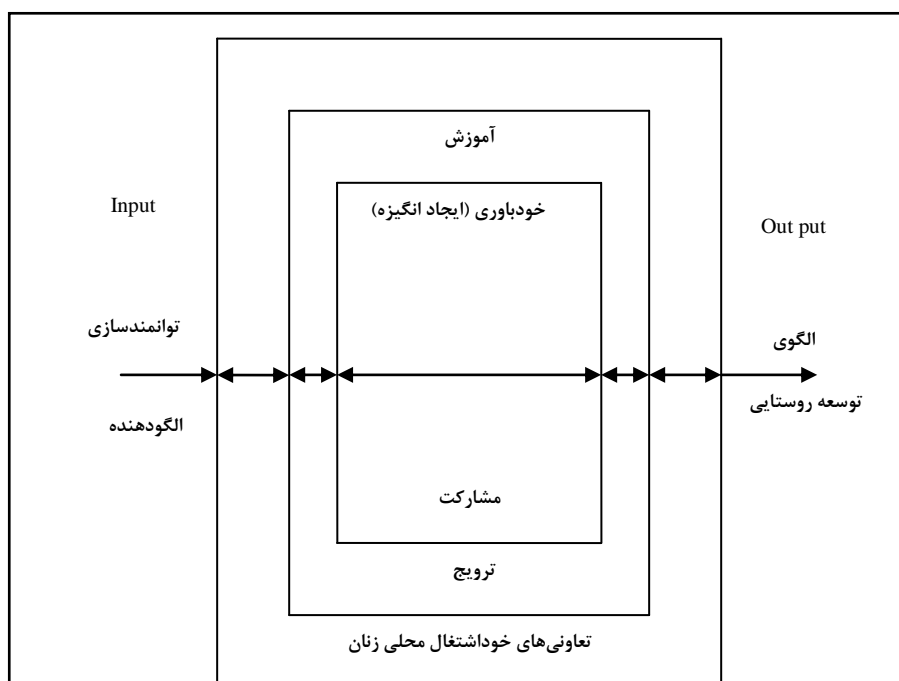 آموزش
Input
خودباوری (ایجاد انگیزه)
Out put
توانمندسازی
الگوی
الگودهنده
توسعه روستایی
مشارکت
ترویج
تعاونی‌های خوداشتغال محلی زنان